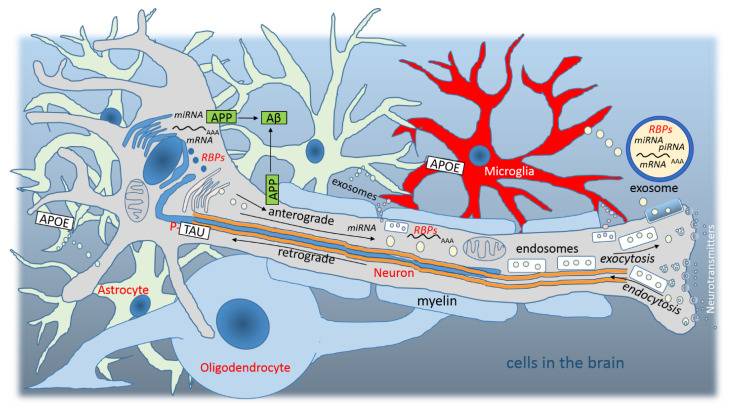 miRNA
APP
Aβ
AAA
mRNA
RBPs
APP
RBPs
miRNA
piRNA
mRNA
AAA
exosome
APOE
Microglia
exosomes
APOE
anterograde
miRNA
RBPs
AAA
TAU
retrograde
endosomes
exocytosis
Neuron
endocytosis
Neurotransmitters
Astrocyte
myelin
Oligodendrocyte
cells in the brain